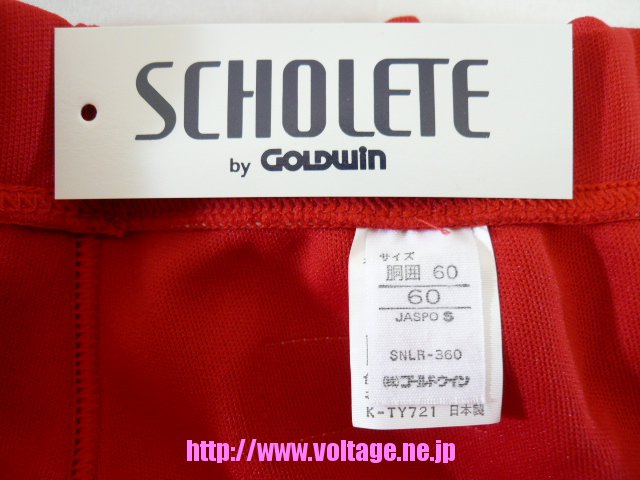 SCHOLETE
by GOLDWIN
サイズ
胴囲 60
60
JASPO S
SNLR-360
㈱ゴールドウイン
K-TY721 日本製
http://www.voltage.ne.jp